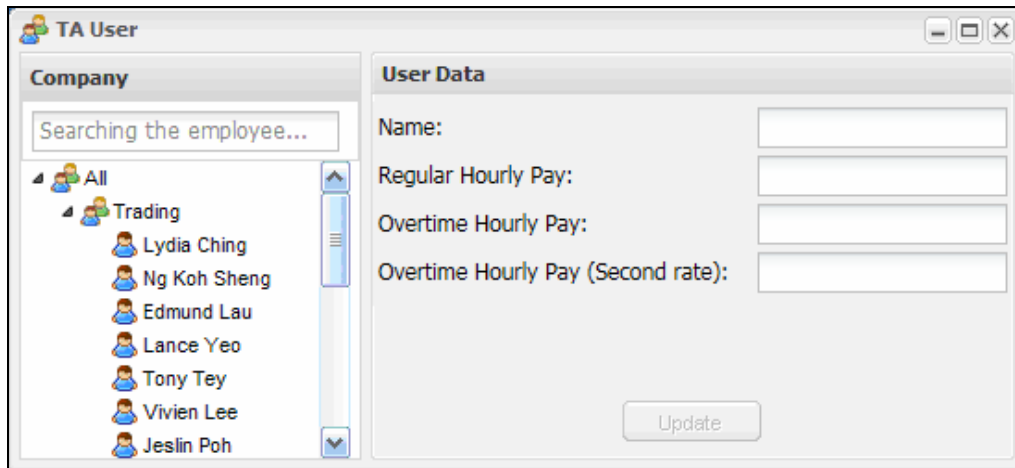 TA User
Company
Searching the employee...
All
Trading
Lydia Ching
Ng Koh Sheng
Edmund Lau
Lance Yeo
Tony Tey
Vivien Lee
Jeslin Poh
User Data
Name:
Regular Hourly Pay:
Overtime Hourly Pay:
Overtime Hourly Pay (Second rate):
Update